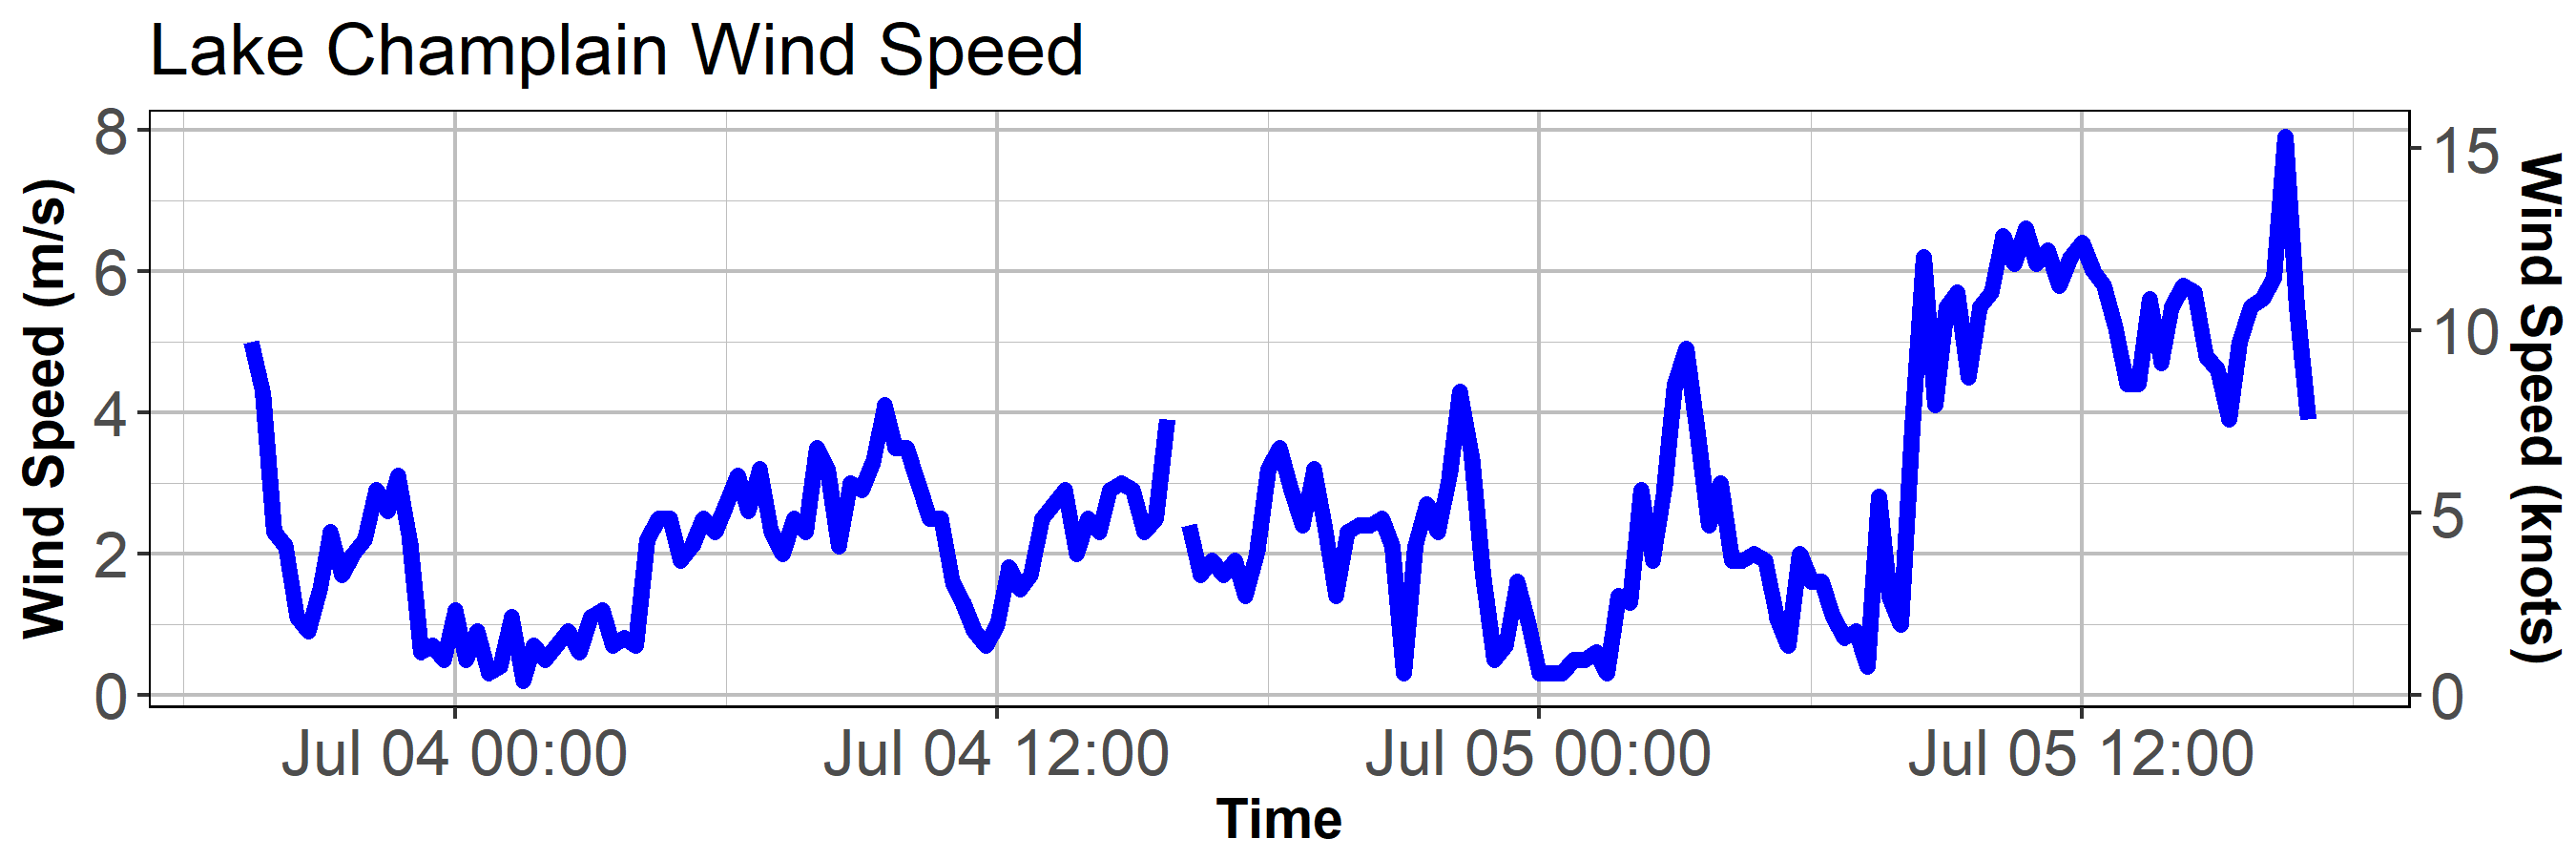 Lake Champlain Wind Speed
Wind Speed (m/s)
8
6
4
2
0
15
10
5
0
Wind Speed (knots)
Jul 04 00:00
Jul 04 12:00
Jul 05 00:00
Jul 05 12:00
Time